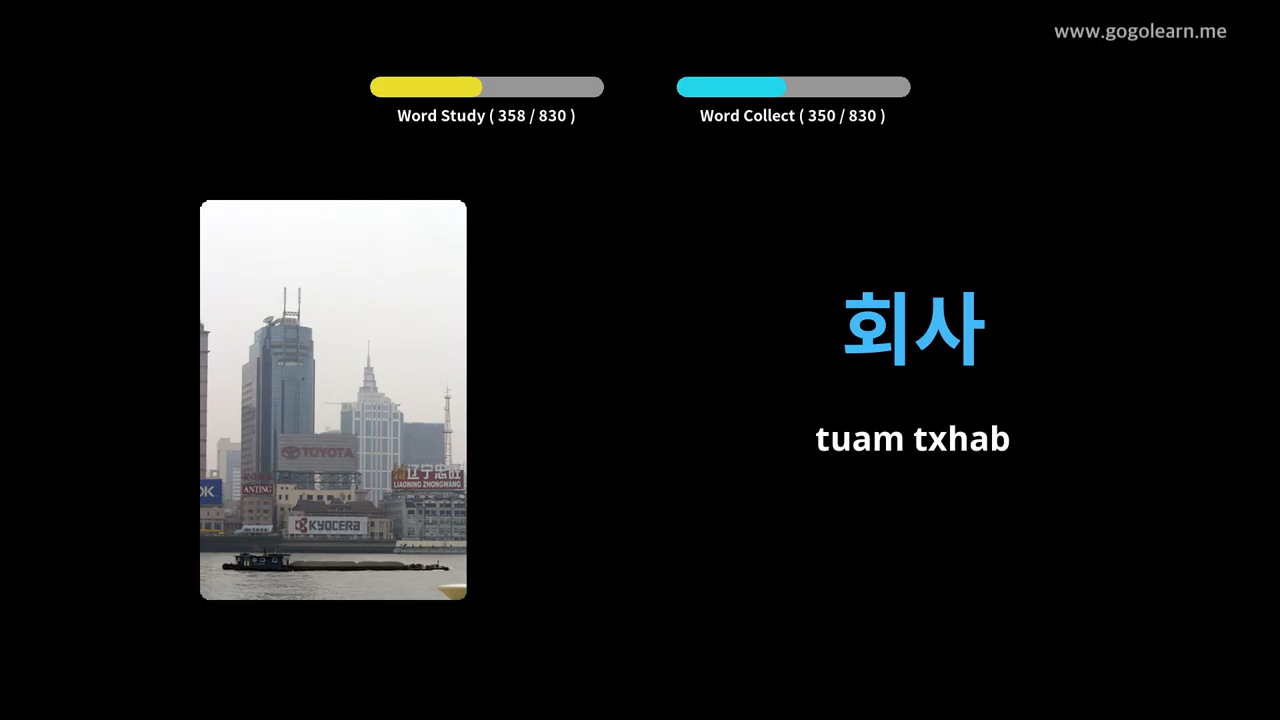 www.gogolearn.me
Word Study ( 358 / 830 )
Word Collect ( 350 / 830 )
회사
tuam txhab
TOYOTA
辽宁忠旺
LIAONING ZHONGWANG
OK
ANTING
KYOCERA